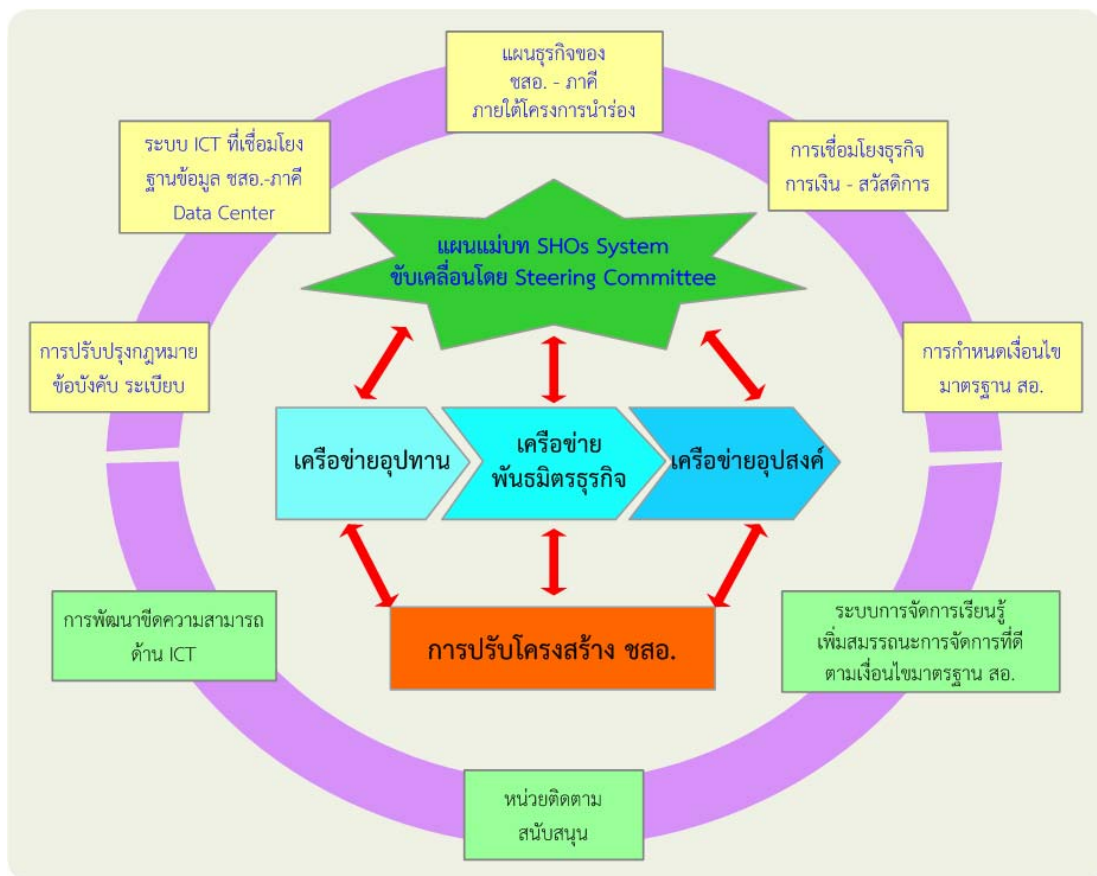 แผนธุรกิจของ
ชสอ. - ภาคี
ภายใต้โครงการนำร่อง
ระบบ ICT ที่เชื่อมโยง
ฐานข้อมูล ชสอ.-ภาคี
Data Center
การเชื่อมโยงธุรกิจ
การเงิน - สวัสดิการ
แผนแม่บท SHOs System
ขับเคลื่อนโดย Steering Committee
การปรับปรุงกฎหมาย
ข้อบังคับ ระเบียบ
การกำหนดเงื่อนไข
มาตรฐาน สอ.
เครือข่ายอุปทาน
เครือข่าย
พันธมิตรธุรกิจ
เครือข่ายอุปสงค์
การพัฒนาขีดความสามารถ
ด้าน ICT
การปรับโครงสร้าง ชสอ.
ระบบการจัดการเรียนรู้
เพิ่มสมรรถนะการจัดการที่ดี
ตามเงื่อนไขมาตรฐาน สอ.
หน่วยติดตาม
สนับสนุน